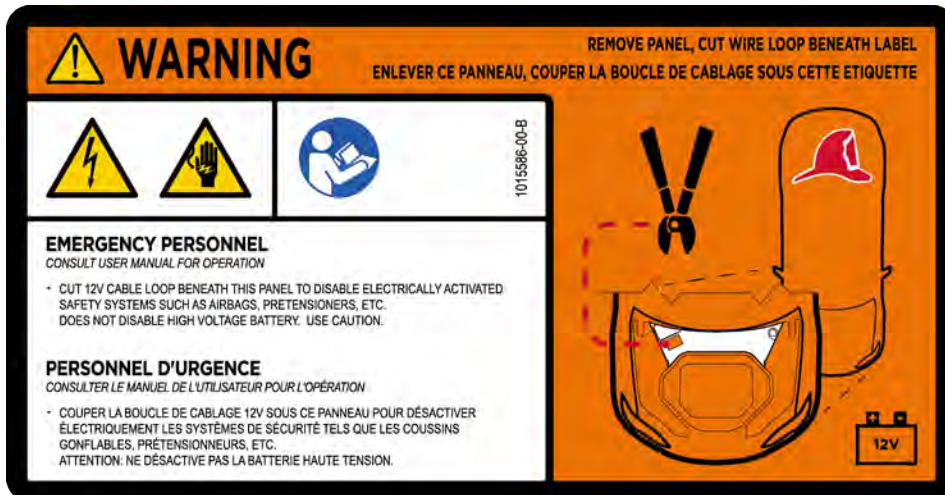 WARNING
REMOVE PANEL, CUT WIRE LOOP BENEATH LABEL
ENLEVER CE PANNEAU, COUPER LA BOUCLE DE CABLAGE SOUS CETTE ETIQUETTE
1015586-00-B
EMERGENCY PERSONNEL
CONSULT USER MANUAL FOR OPERATION
- CUT 12V CABLE LOOP BENEATH THIS PANEL TO DISABLE ELECTRICALLY ACTIVATED
SAFETY SYSTEMS SUCH AS AIRBAGS, PRETENSIONERS, ETC.
DOES NOT DISABLE HIGH VOLTAGE BATTERY. USE CAUTION.
PERSONNEL D'URGENCE
CONSULTER LE MANUEL DE L'UTILISATEUR POUR L'OPÉRATION
- COUPER LA BOUCLE DE CABLAGE 12V SOUS CE PANNEAU POUR DÉSACTIVER
ÉLECTRIQUEMENT LES SYSTÈMES DE SÉCURITÉ TELS QUE LES COUSSINS
GONFLABLES, PRÉTENSIONNEURS, ETC.
ATTENTION: NE DÉSACTIVE PAS LA BATTERIE HAUTE TENSION.
12V